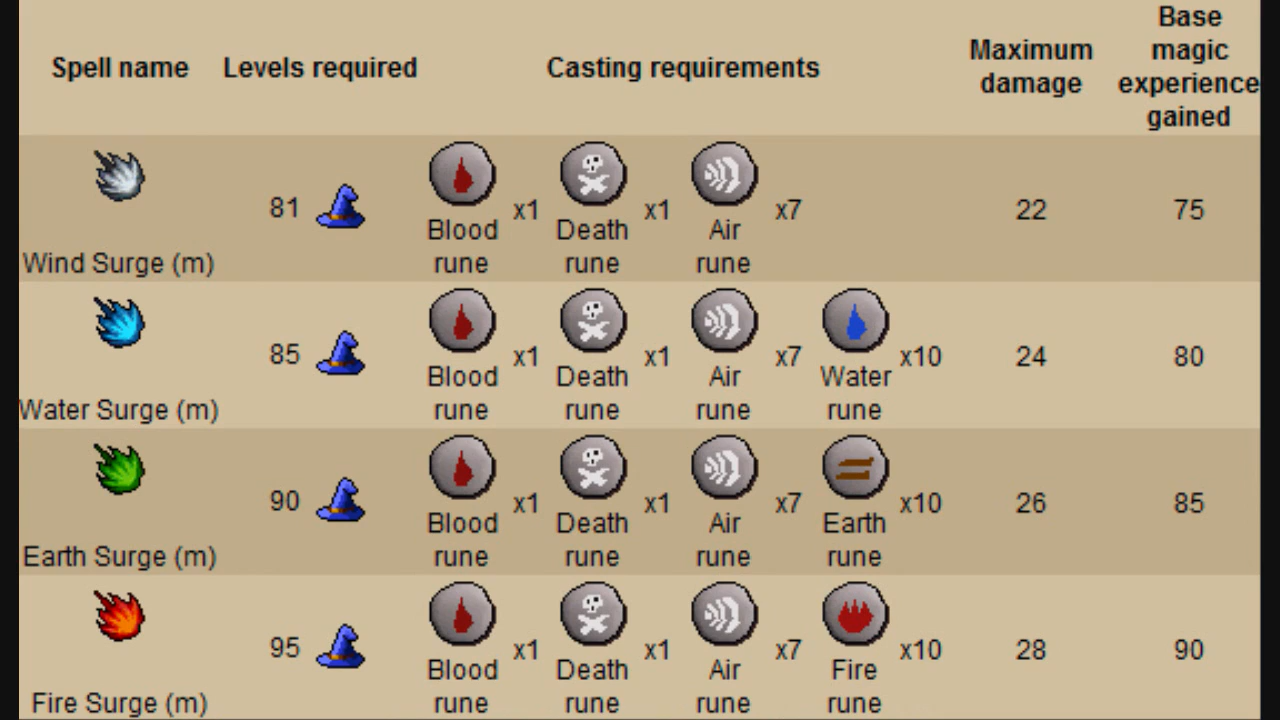 Spell name Levels required Casting requirements Maximum damage Base magic experience gained
Wind Surge (m) 81 Blood rune x1 Death rune x1 Air rune x7 22 75
Water Surge (m) 85 Blood rune x1 Death rune x1 Air rune x7 Water rune x10 24 80
Earth Surge (m) 90 Blood rune x1 Death rune x1 Air rune x7 Earth rune x10 26 85
Fire Surge (m) 95 Blood rune x1 Death rune x1 Air rune x7 Fire rune x10 28 90